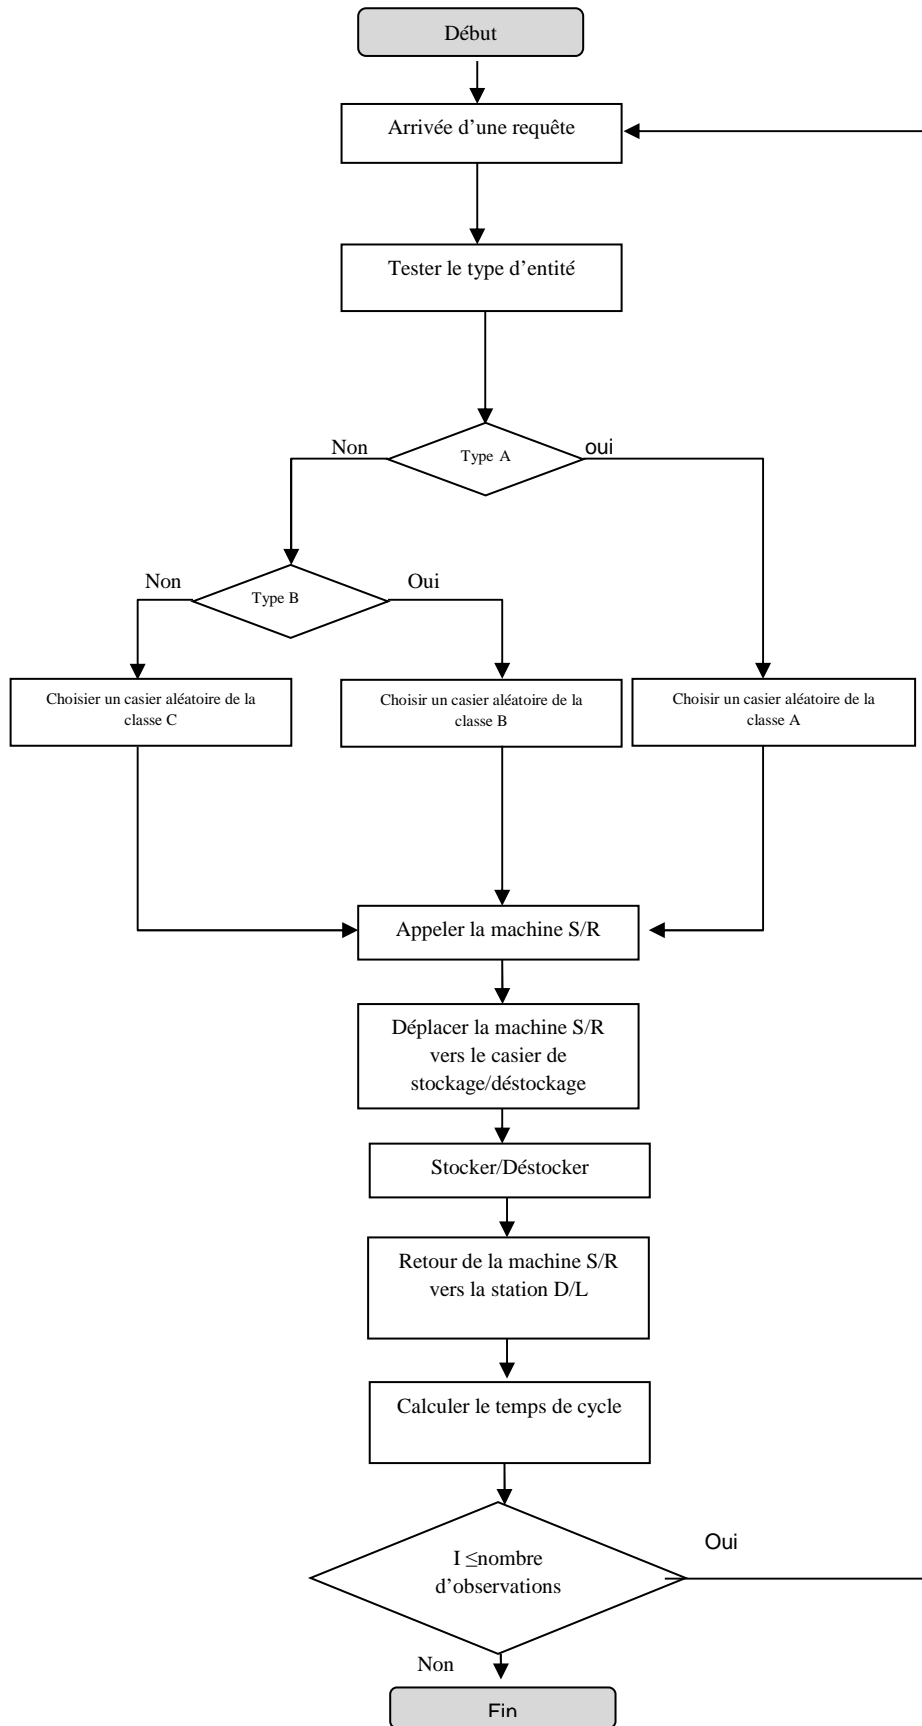 Début
Arrivée d’une requête
Tester le type d’entité
Non
Type A
oui
Non
Type B
Oui
Choisier un casier aléatoire de la
classe C
Choisir un casier aléatoire de la
classe B
Choisir un casier aléatoire de la
classe A
Appeler la machine S/R
Déplacer la machine S/R
vers le casier de
stockage/déstockage
Stocker/Déstocker
Retour de la machine S/R
vers la station D/L
Calculer le temps de cycle
I ≤nombre
d’observations
Oui
Non
Fin